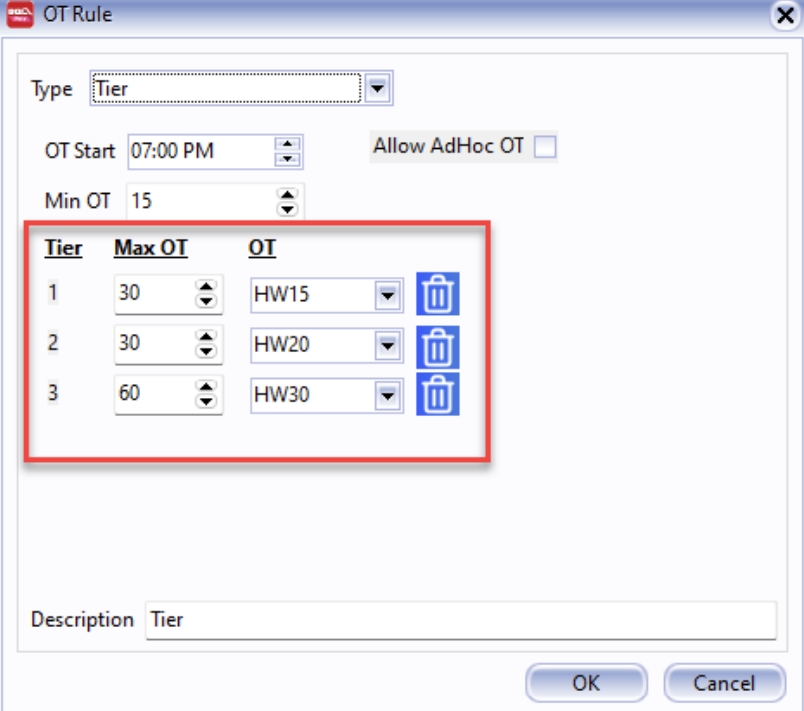 OT Rule
Type Tier
OT Start 07:00 PM Allow AdHoc OT
Min OT 15
Tier Max OT OT
1 30 HW15
2 30 HW20
3 60 HW30
Description Tier
OK Cancel